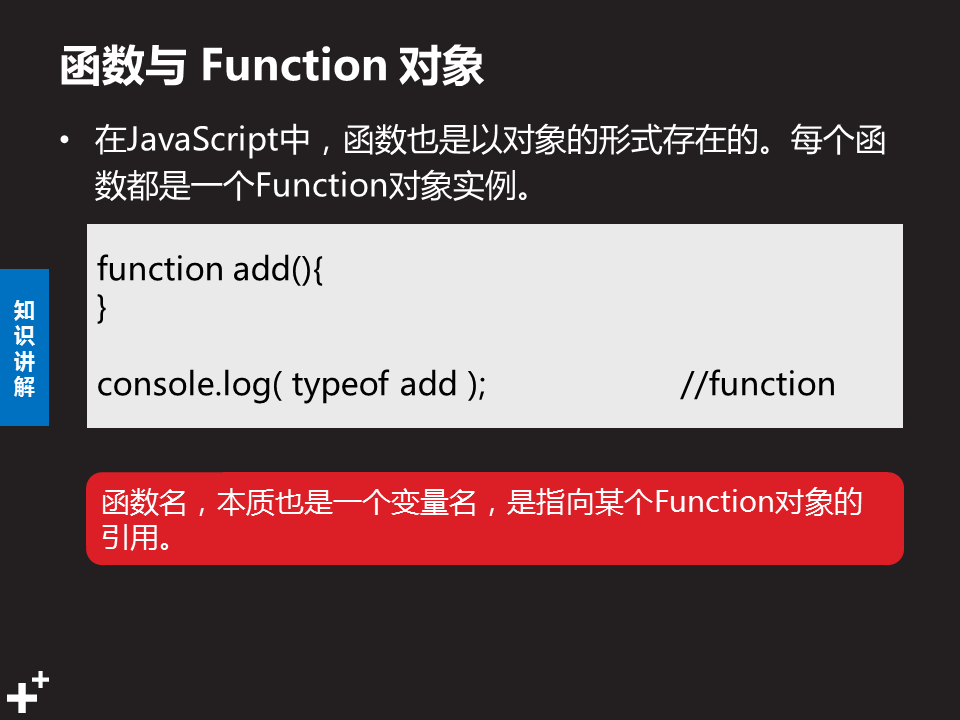 函数与 Function 对象
• 在JavaScript中，函数也是以对象的形式存在的。每个函
数都是一个Function对象实例。
function add(){
}
console.log( typeof add ); //function
知
识
讲
解
函数名，本质也是一个变量名，是指向某个Function对象的
引用。